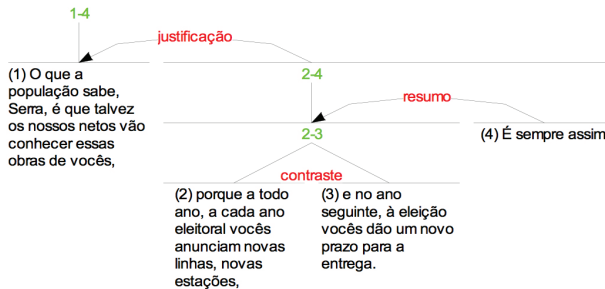 1-4
justificação
(1) O que a
população sabe,
Serra, é que talvez
os nossos netos vão
conhecer essas
obras de vocês,
2-4
resumo
2-3
(4) É sempre assim
contraste
(2) porque a todo
ano, a cada ano
eleitoral vocês
anunciam novas
linhas, novas
estações,
(3) e no ano
seguinte, à eleição
vocês dão um novo
prazo para a
entrega.